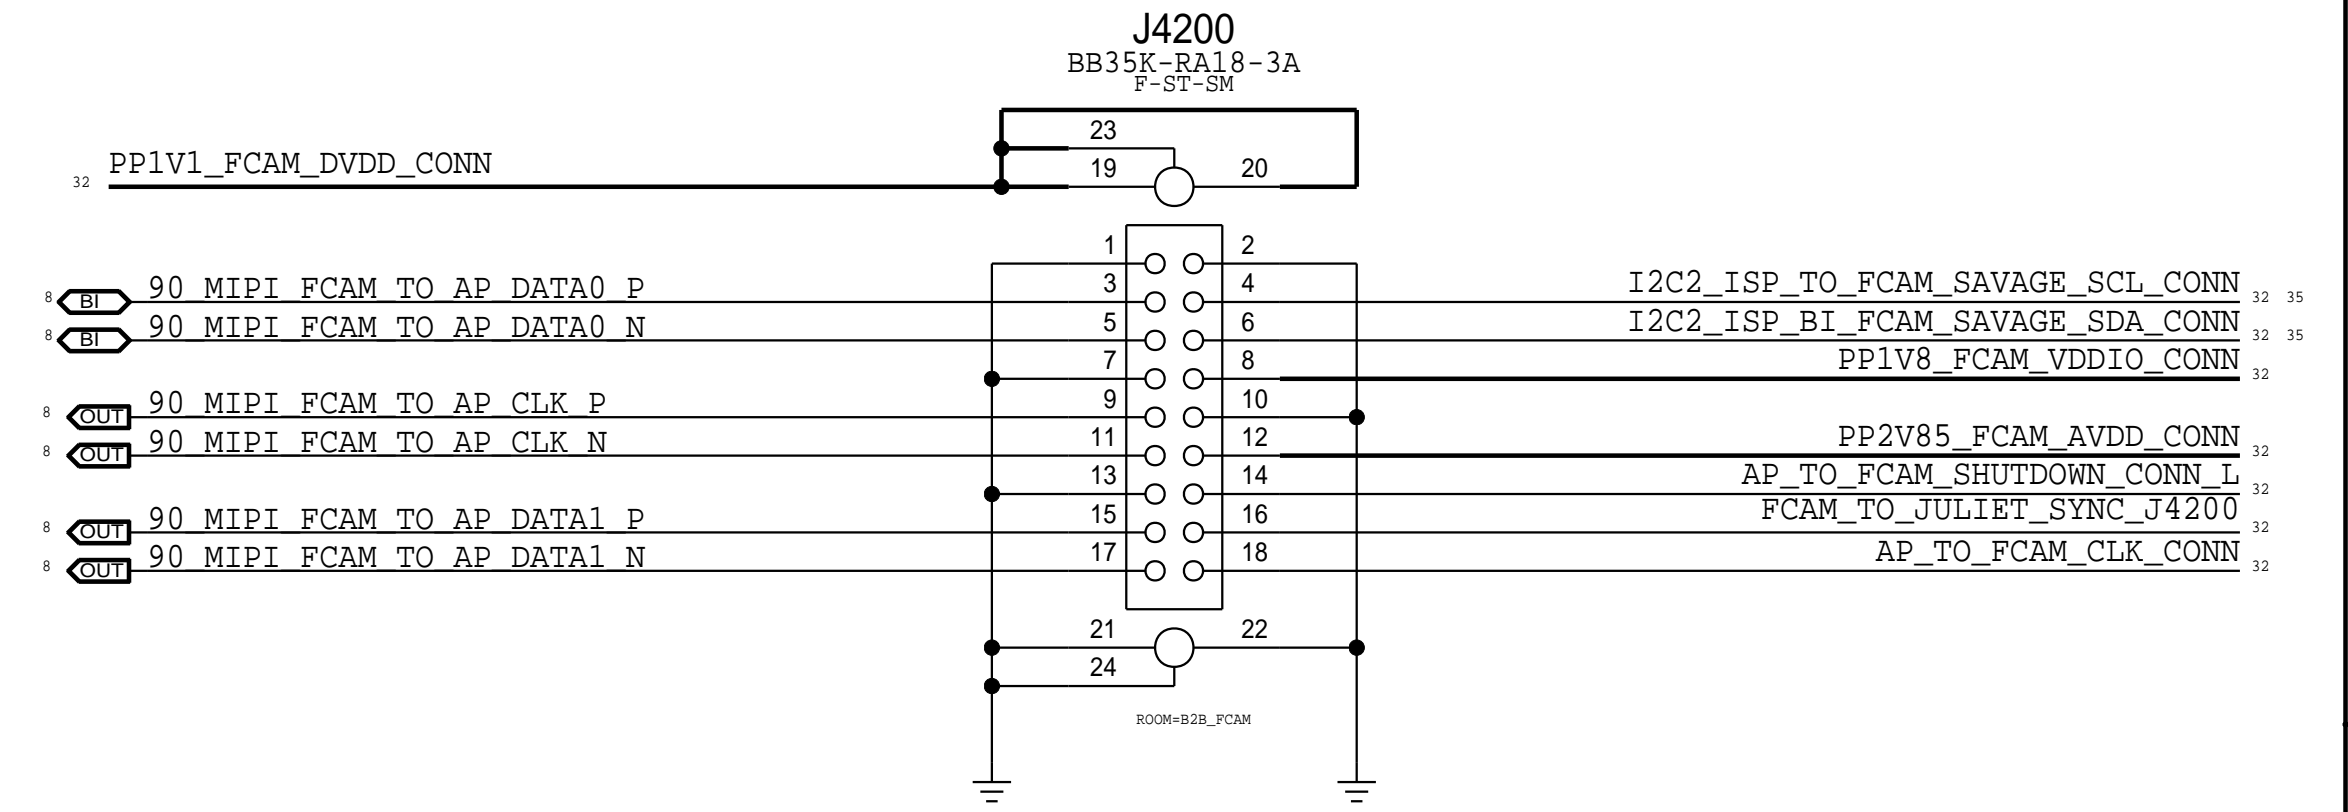 J4200
BB35K-RA18-3A
F-ST-SM
23
PP1V1_FCAM_DVDD_CONN
32
19 20
1 2
8 BI 90_MIPI_FCAM_TO_AP_DATA0_P 3 4 I2C2_ISP_TO_FCAM_SAVAGE_SCL_CONN 32 35
8 BI 90_MIPI_FCAM_TO_AP_DATA0_N 5 6 I2C2_ISP_BI_FCAM_SAVAGE_SDA_CONN 32 35
7 8 PP1V8_FCAM_VDDIO_CONN 32
8 OUT 90_MIPI_FCAM_TO_AP_CLK_P 9 10
8 OUT 90_MIPI_FCAM_TO_AP_CLK_N 11 12 PP2V85_FCAM_AVDD_CONN 32
13 14 AP_TO_FCAM_SHUTDOWN_CONN_L 32
8 OUT 90_MIPI_FCAM_TO_AP_DATA1_P 15 16 FCAM_TO_JULIET_SYNC_J4200 32
8 OUT 90_MIPI_FCAM_TO_AP_DATA1_N 17 18 AP_TO_FCAM_CLK_CONN 32
21 22
24
ROOM=B2B_FCAM